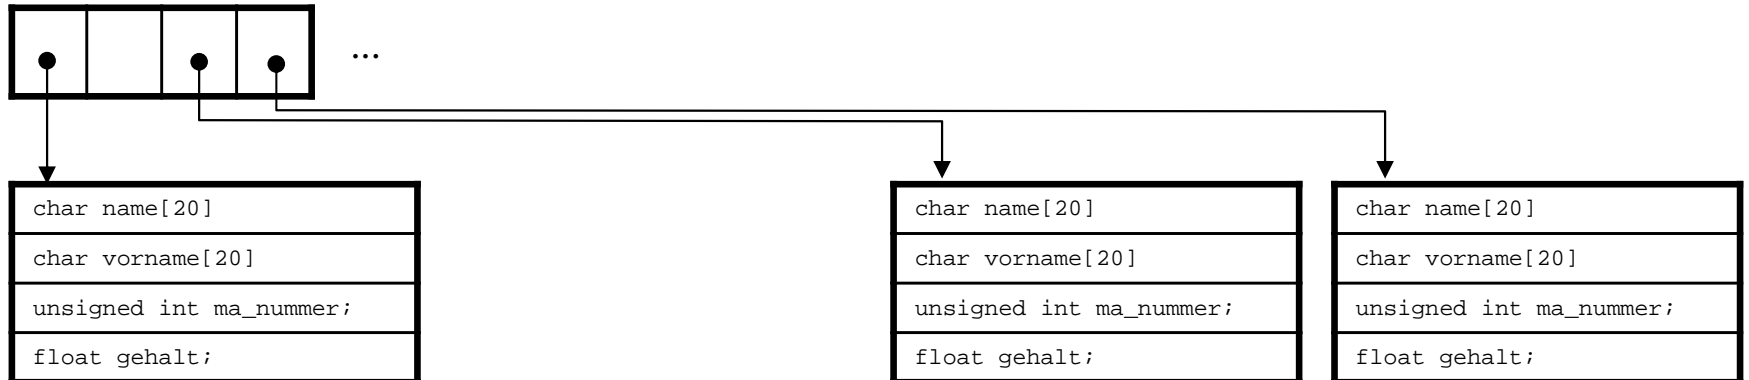 ...
char name[20]
char vorname[20]
unsigned int ma_nummer;
float gehalt;
char name[20]
char vorname[20]
unsigned int ma_nummer;
float gehalt;
char name[20]
char vorname[20]
unsigned int ma_nummer;
float gehalt;